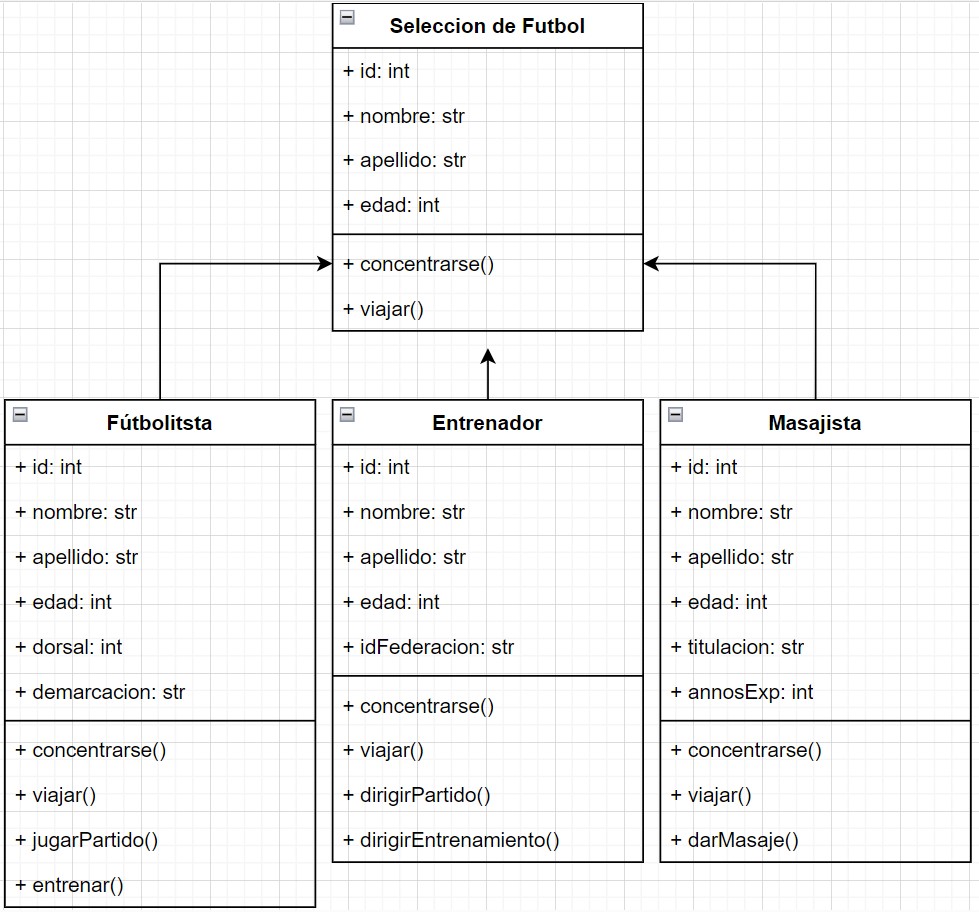 Seleccion de Futbol
+ id: int
+ nombre: str
+ apellido: str
+ edad: int
+ concentrarse()
+ viajar()
Fútbolitsta
+ id: int
+ nombre: str
+ apellido: str
+ edad: int
+ dorsal: int
+ demarcacion: str
+ concentrarse()
+ viajar()
+ jugarPartido()
+ entrenar()
Entrenador
+ id: int
+ nombre: str
+ apellido: str
+ edad: int
+ idFederacion: str
+ concentrarse()
+ viajar()
+ dirigirPartido()
+ dirigirEntrenamiento()
Masajista
+ id: int
+ nombre: str
+ apellido: str
+ edad: int
+ titulacion: str
+ annosExp: int
+ concentrarse()
+ viajar()
+ darMasaje()